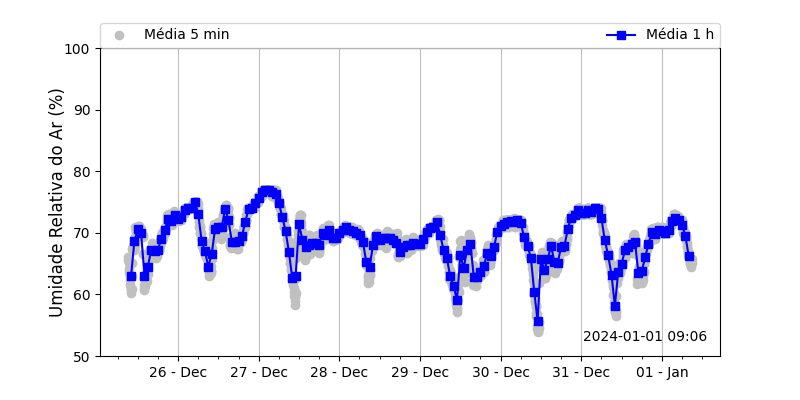 Média 5 min
Média 1 h
100
90
80
70
60
50
Umidade Relativa do Ar (%)
2024-01-01 09:06
26 - Dec
27 - Dec
28 - Dec
29 - Dec
30 - Dec
31 - Dec
01 - Jan